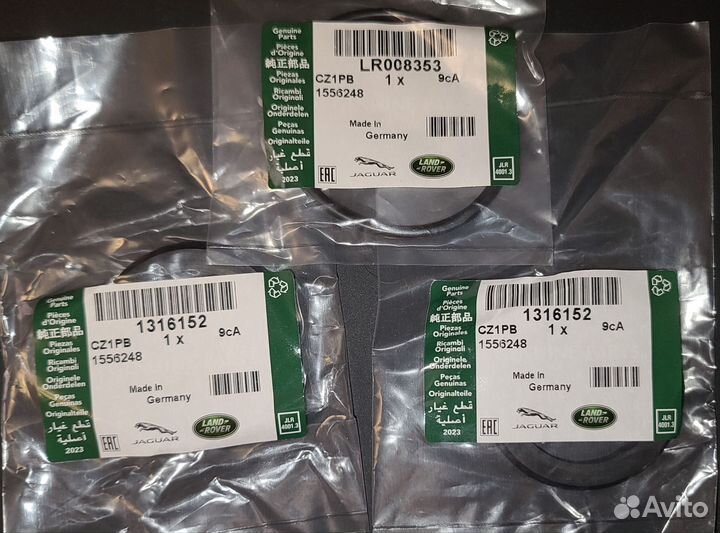 Genuine
Parts
Pièces
d'Origine
純正部品
Piezas
Originales
Ricambi
Originali
Originele
Onderdelen
Peças
Genuinas
Originalteile
قطع غيار
أصلية
2023
LR008353
CZ1PB 1 x 9cA
1556248
Made In
Germany
EAC
JAGUAR
LAND-
-ROVER
JLR
4001.3
Genuine
Parts
Pièces
d'Origine
純正部品
Piezas
Originales
Ricambi
Originali
Originele
Onderdelen
Peças
Genuinas
Originalteile
قطع غيار
أصلية
2023
1316152
CZ1PB 1 x 9cA
1556248
Made In
Germany
EAC
JAGUAR
LAND-
-ROVER
JLR
4001.3
Genuine
Parts
Pièces
d'Origine
純正部品
Piezas
Originales
Ricambi
Originali
Originele
Onderdelen
Peças
Genuinas
Originalteile
قطع غيار
أصلية
2023
1316152
CZ1PB 1 x 9cA
1556248
Made In
Germany
EAC
JAGUAR
LAND-
-ROVER
JLR
4001.3
Avito